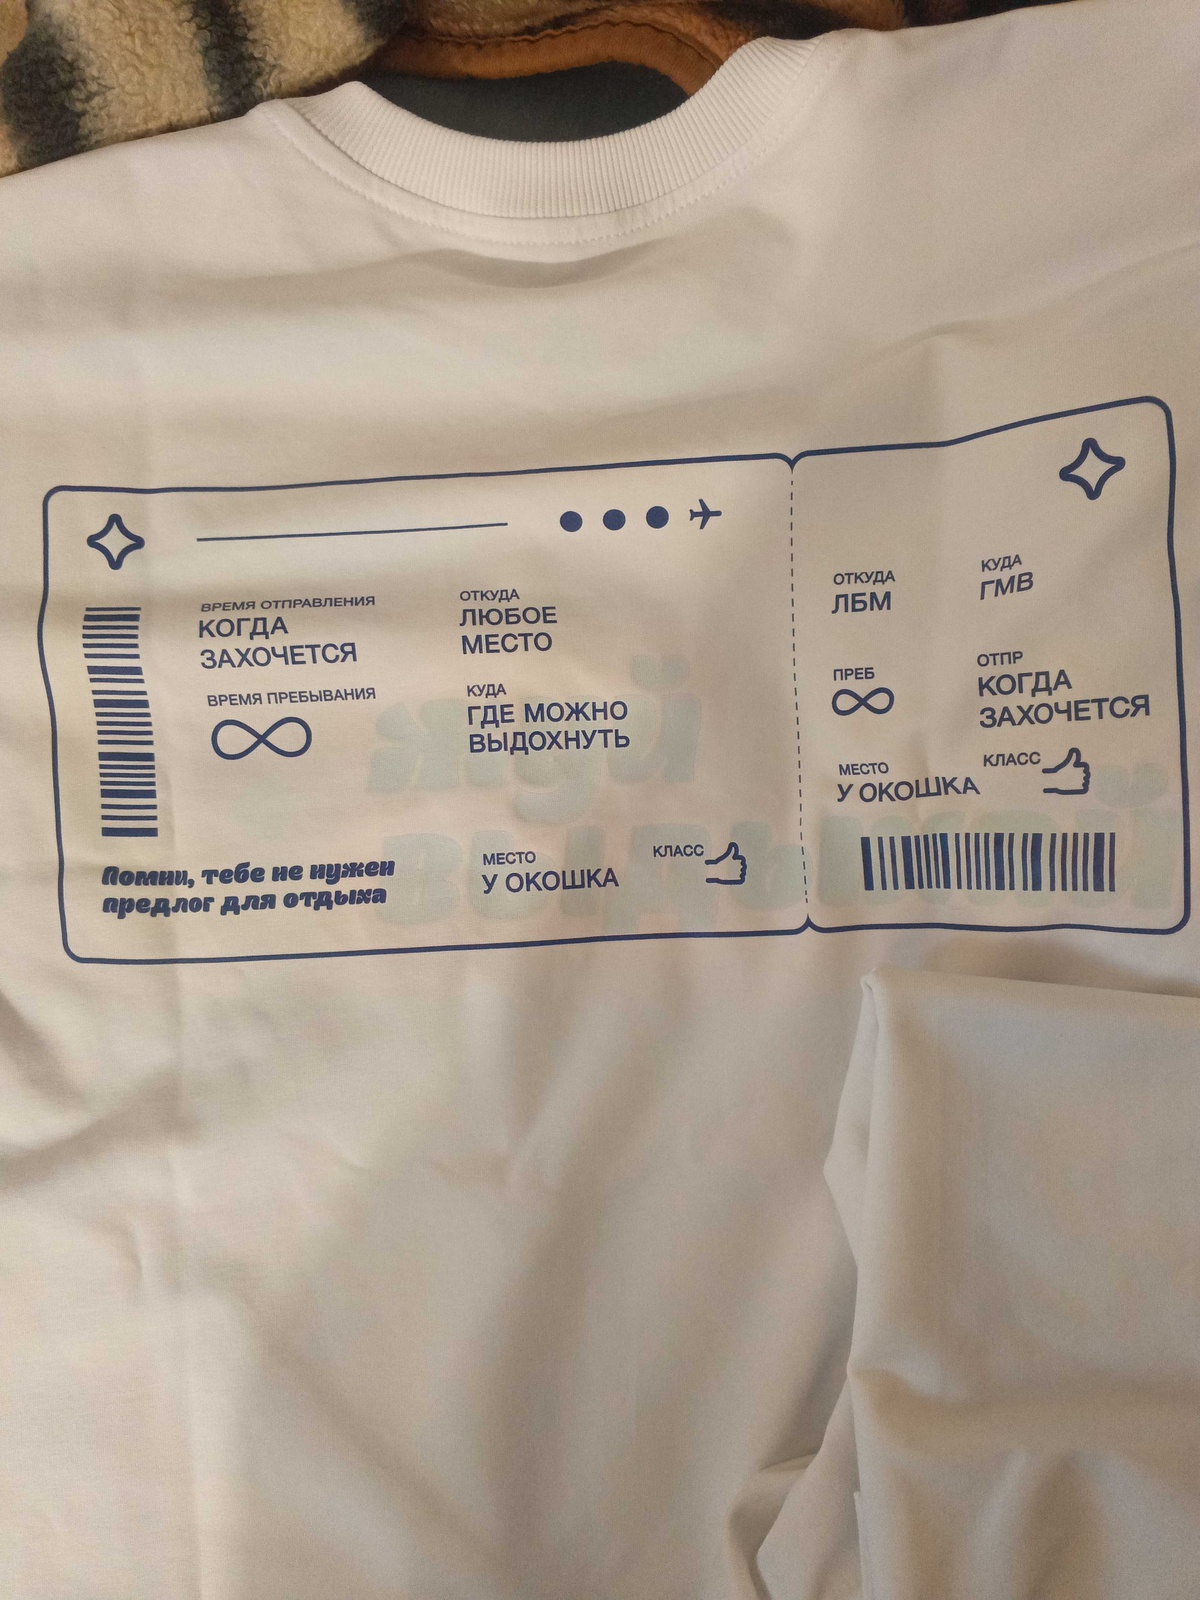 ВРЕМЯ ОТПРАВЛЕНИЯ
КОГДА
ЗАХОЧЕТСЯ
ОТКУДА
ЛЮБОЕ
МЕСТО
ВРЕМЯ ПРЕБЫВАНИЯ
КУДА
ГДЕ МОЖНО
ВЫДОХНУТЬ
Помни, тебе не нужен
предлог для отдыха
МЕСТО
У ОКОШКА
КЛАСС
ОТКУДА
ЛБМ
КУДА
ГМВ
ПРЕБ
ОТПР
КОГДА
ЗАХОЧЕТСЯ
МЕСТО
У ОКОШКА
КЛАСС